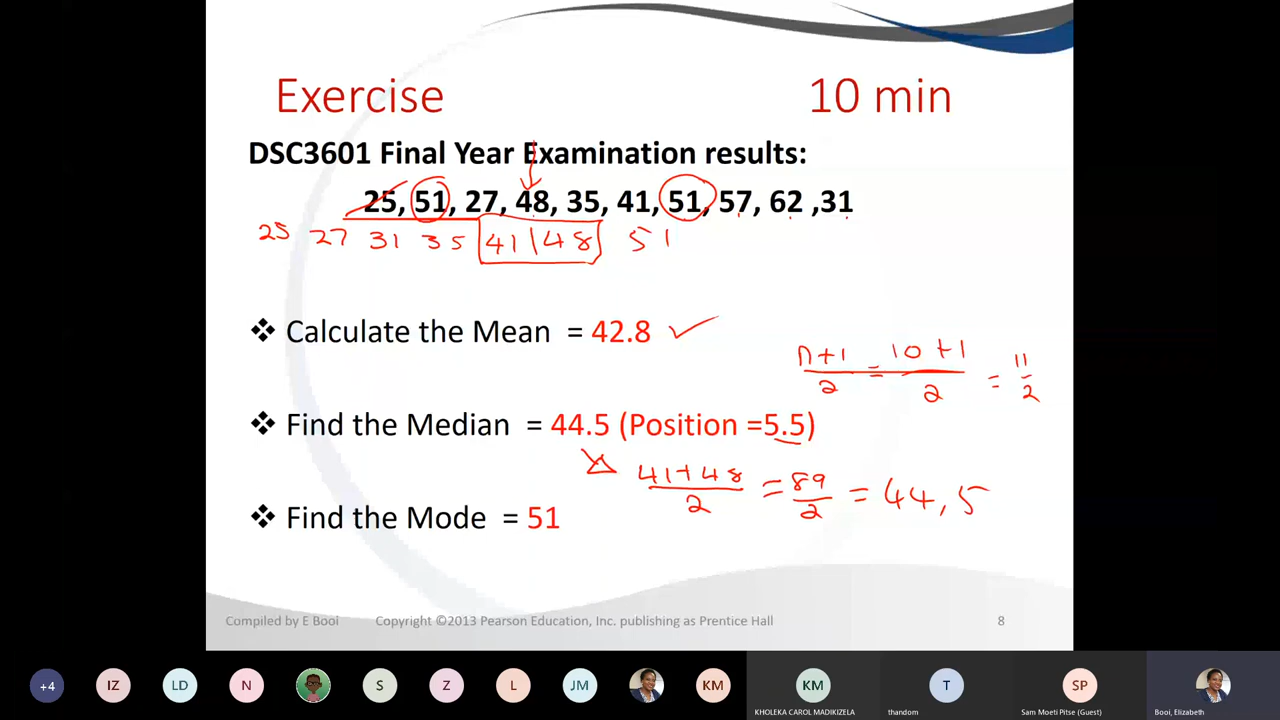 Exercise 10 min
DSC3601 Final Year Examination results:
25, 51, 27, 48, 35, 41, 51, 57, 62 ,31
25 27 31 35 41 | 48 51
❖ Calculate the Mean = 42.8 ✓
n+1/2 = 10+1/2 = 11/2
❖ Find the Median = 44.5 (Position =5.5)
41+48/2 = 89/2 = 44,5
❖ Find the Mode = 51
Compiled by E Booi Copyright ©2013 Pearson Education, Inc. publishing as Prentice Hall 8
+4 IZ LD N S Z L JM KM KM T SP
KHOLEKA CAROL MADIKIZELA thandom Sam Moeti Pitse (Guest) Booi, Elizabeth